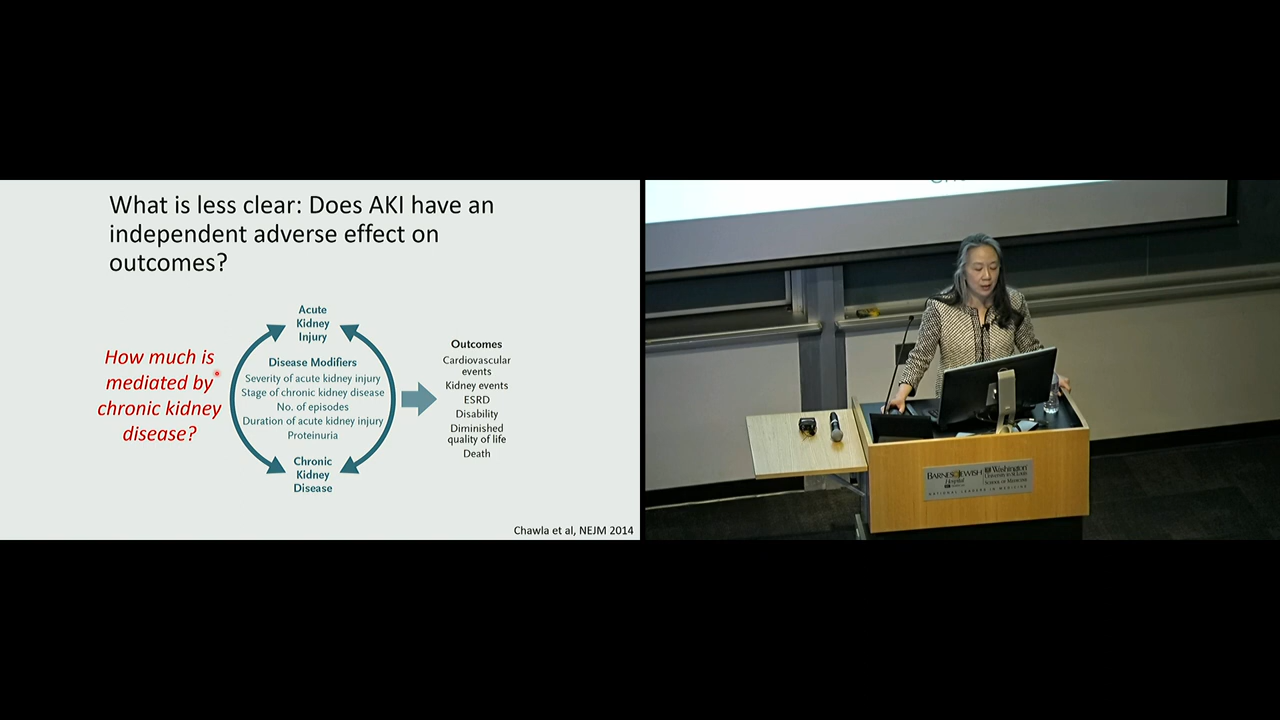 What is less clear: Does AKI have an
independent adverse effect on
outcomes?
How much is
mediated by
chronic kidney
disease?
Acute
Kidney
Injury
Disease Modifiers
Severity of acute kidney injury
Stage of chronic kidney disease
No. of episodes
Duration of acute kidney injury
Proteinuria
Chronic
Kidney
Disease
Outcomes
Cardiovascular
events
Kidney events
ESRD
Disability
Diminished
quality of life
Death
Chawla et al, NEJM 2014
BARNES JEWISH
Hospital
Washington
University in St. Louis
SCHOOL OF MEDICINE
NATIONAL LEADERS IN MEDICINE